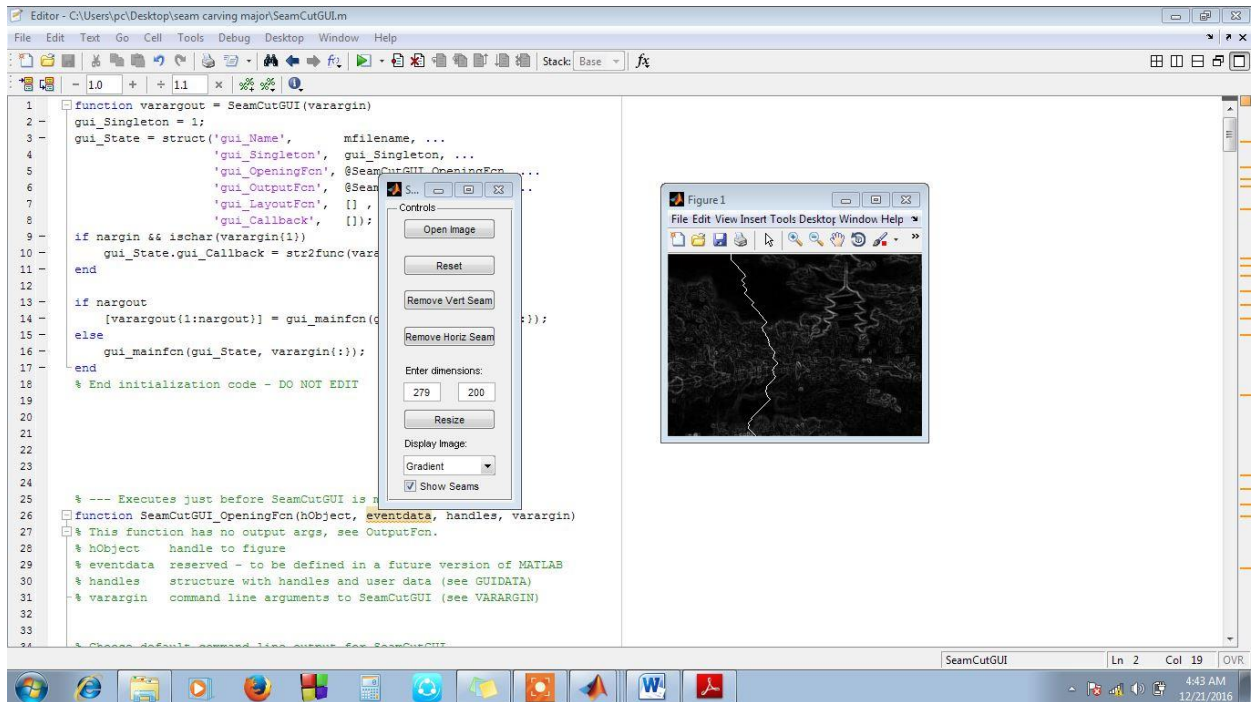 Editor - C:\Users\pc\Desktop\seam carving major\SeamCutGUI.m
File Edit Text Go Cell Tools Debug Desktop Window Help
Stack: Base fx
- 1.0 + ÷ 1.1 ×
1 function varargout = SeamCutGUI(varargin)
2 - gui_Singleton = 1;
3 - gui_State = struct('gui_Name', mfilename, ...
4 'gui_Singleton', gui_Singleton, ...
5 'gui_OpeningFcn', @SeamCutGUI_OpeningFcn, ...
6 'gui_OutputFcn', @Seam ..
7 'gui_LayoutFcn', [] ,
8 'gui_Callback', []);
9 - if nargin && ischar(varargin{1})
10 - gui_State.gui_Callback = str2func(vara
11 - end
12
13 - if nargout
14 - [varargout{1:nargout}] = gui_mainfcn(g :});
15 - else
16 - gui_mainfcn(gui_State, varargin{:});
17 - end
18 % End initialization code - DO NOT EDIT
19
20
21
22
23
24
25 % --- Executes just before SeamCutGUI is m
26 function SeamCutGUI_OpeningFcn(hObject, eventdata, handles, varargin)
27 % This function has no output args, see OutputFcn.
28 % hObject handle to figure
29 % eventdata reserved - to be defined in a future version of MATLAB
30 % handles structure with handles and user data (see GUIDATA)
31 % varargin command line arguments to SeamCutGUI (see VARARGIN)
32
33
34 % Choose default command line output for SeamCutGUI
S...
Controls
Open Image
Reset
Remove Vert Seam
Remove Horiz Seam
Enter dimensions:
279 200
Resize
Display Image:
Gradient
Show Seams
Figure 1
File Edit View Insert Tools Desktop Window Help
SeamCutGUI Ln 2 Col 19 OVR
4:43 AM
12/21/2016